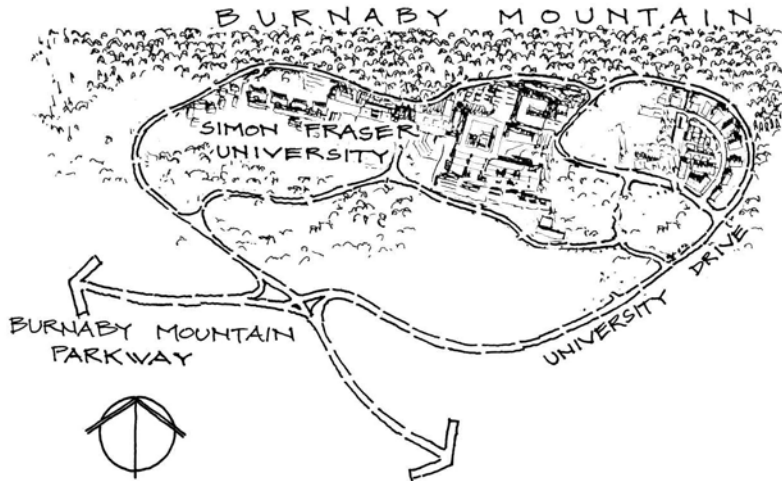 BURNABY MOUNTAIN
SIMON FRASER
UNIVERSITY
UNIVERSITY DRIVE
BURNABY MOUNTAIN
PARKWAY